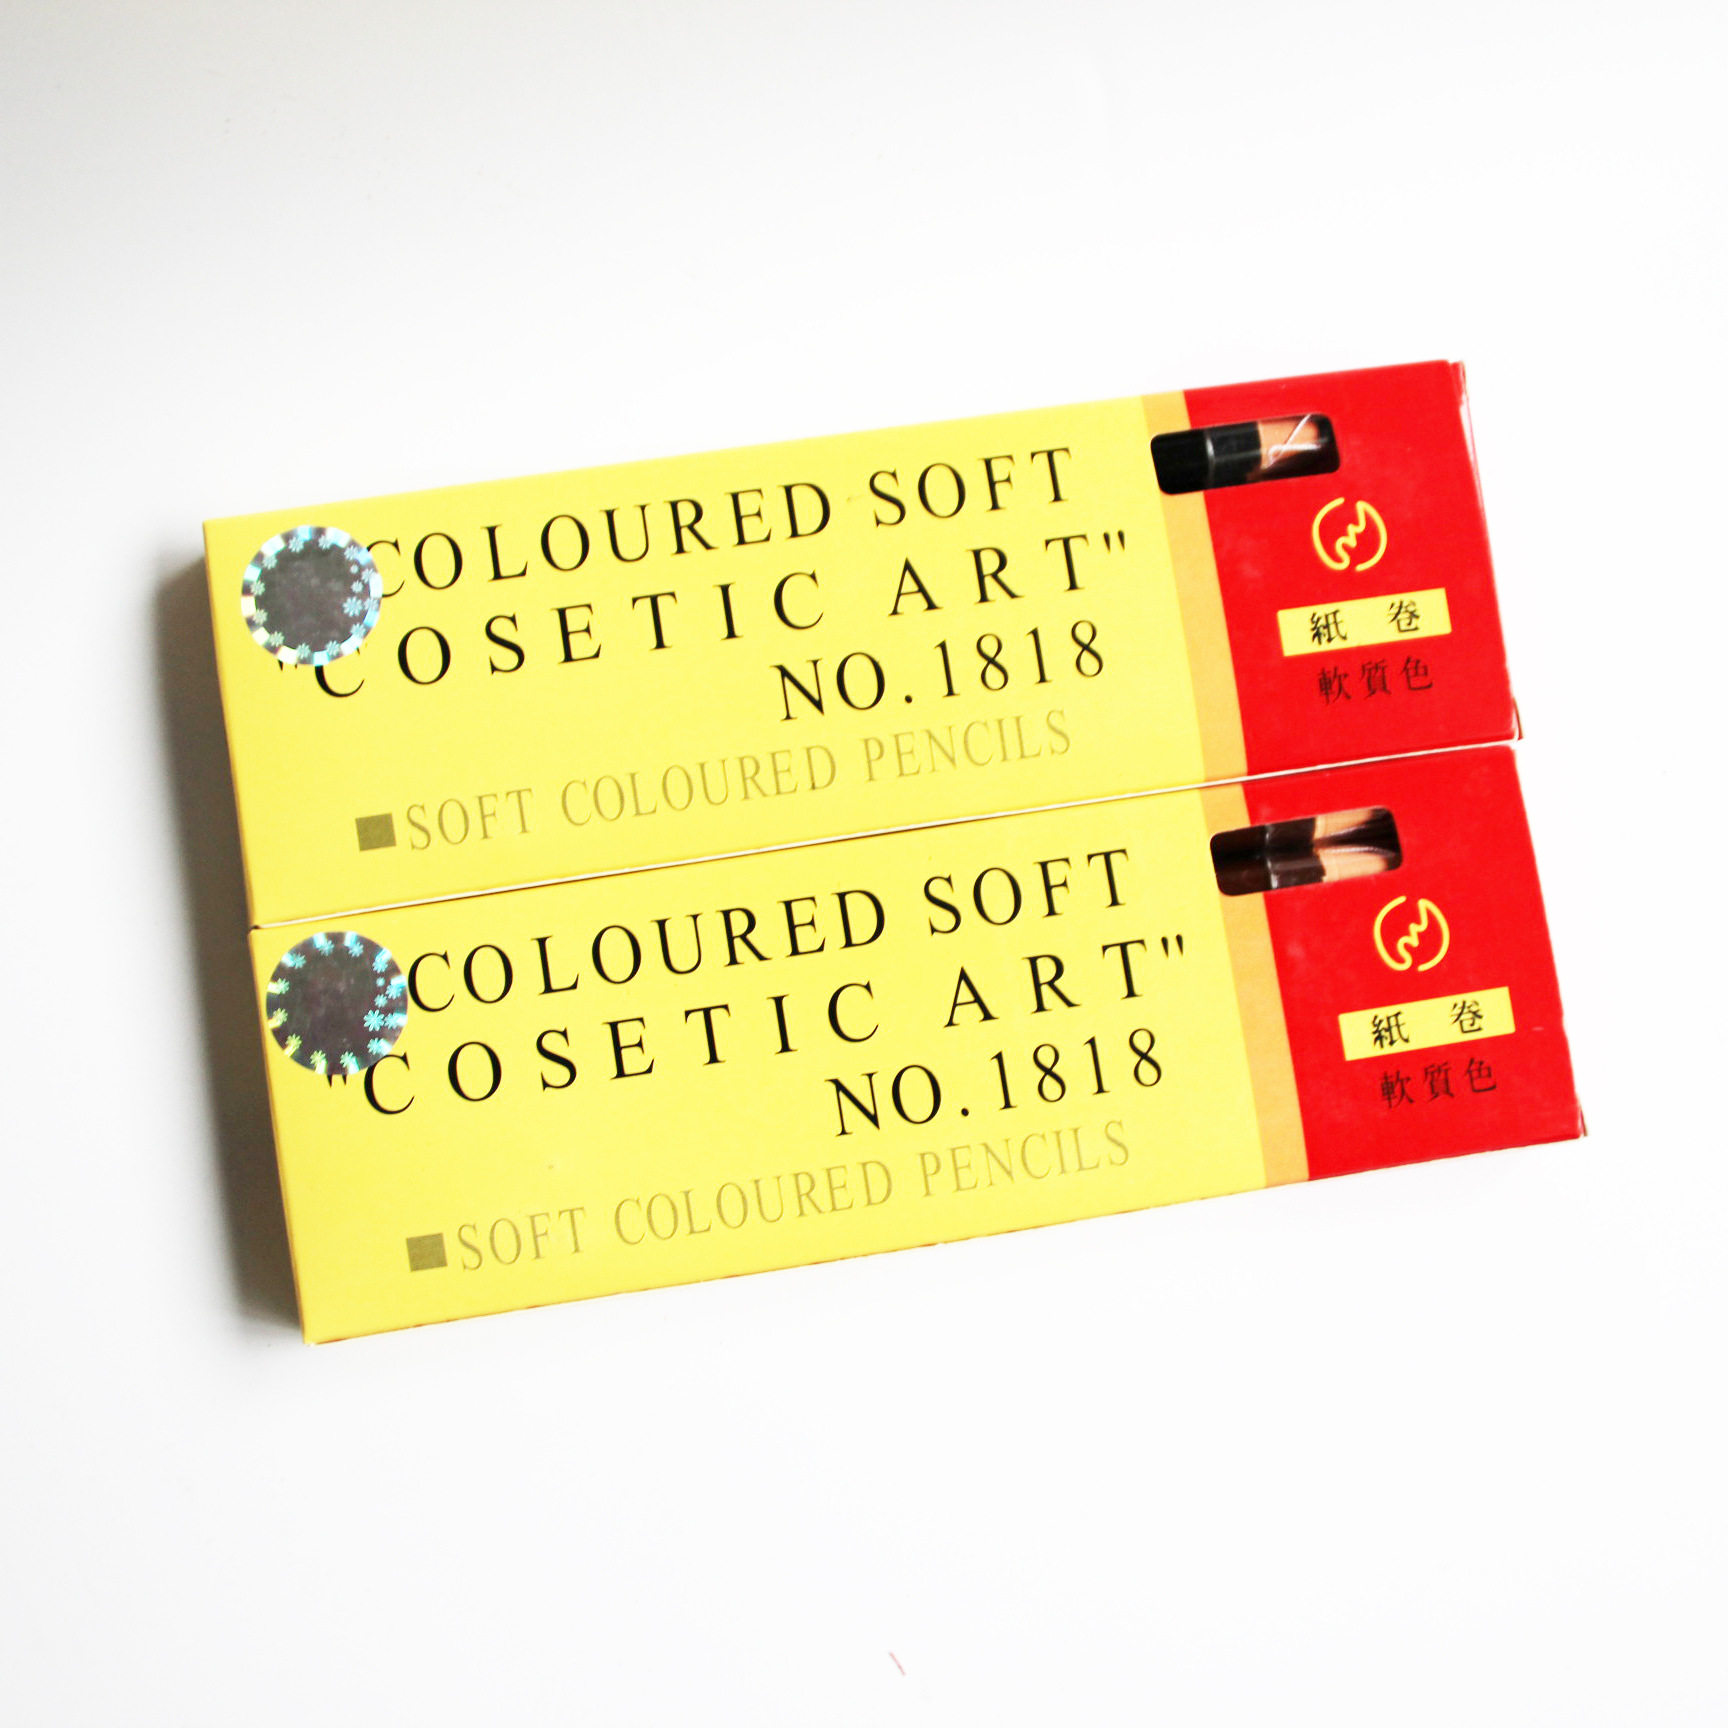 COLOURED SOFT
"COSETIC ART"
NO.1818
SOFT COLOURED PENCILS
紙卷
軟質色
COLOURED SOFT
"COSETIC ART"
NO.1818
SOFT COLOURED PENCILS
紙卷
軟質色